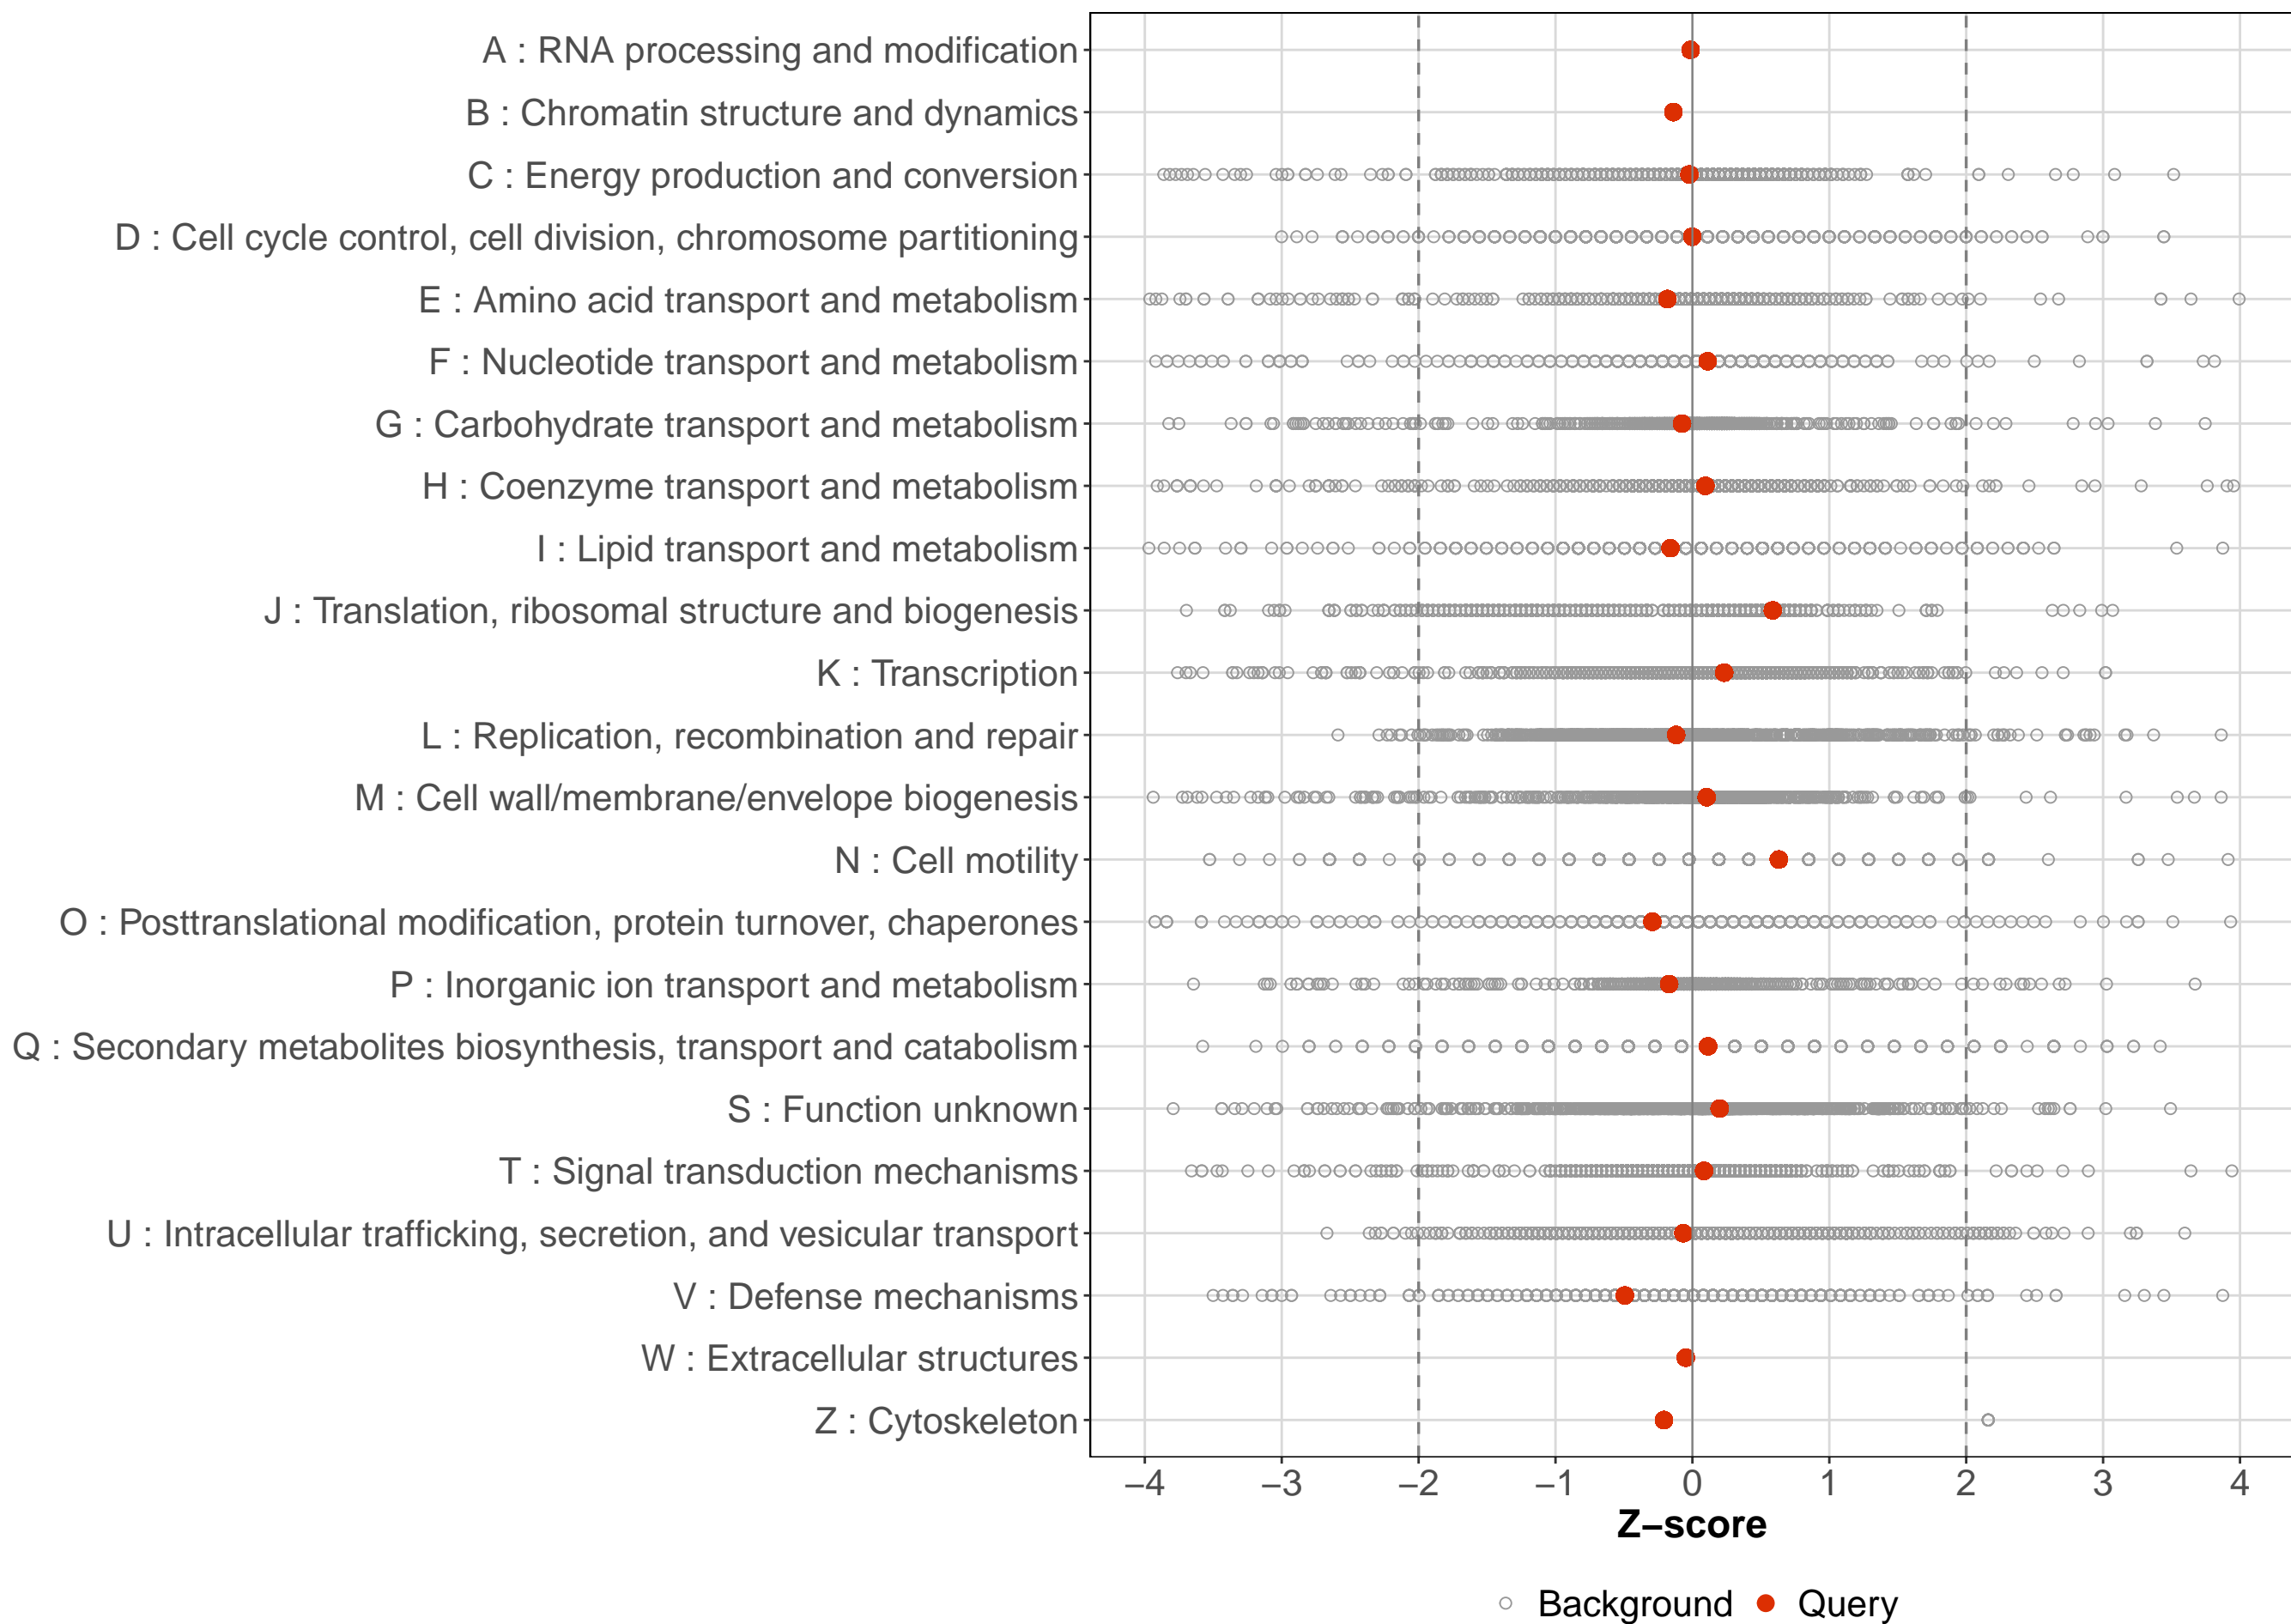 A : RNA processing and modification
B : Chromatin structure and dynamics
C : Energy production and conversion
D : Cell cycle control, cell division, chromosome partitioning
E : Amino acid transport and metabolism
F : Nucleotide transport and metabolism
G : Carbohydrate transport and metabolism
H : Coenzyme transport and metabolism
I : Lipid transport and metabolism
J : Translation, ribosomal structure and biogenesis
K : Transcription
L : Replication, recombination and repair
M : Cell wall/membrane/envelope biogenesis
N : Cell motility
O : Posttranslational modification, protein turnover, chaperones
P : Inorganic ion transport and metabolism
Q : Secondary metabolites biosynthesis, transport and catabolism
S : Function unknown
T : Signal transduction mechanisms
U : Intracellular trafficking, secretion, and vesicular transport
V : Defense mechanisms
W : Extracellular structures
Z : Cytoskeleton
−4 −3 −2 −1 0 1 2 3 4
Z−score
Background Query